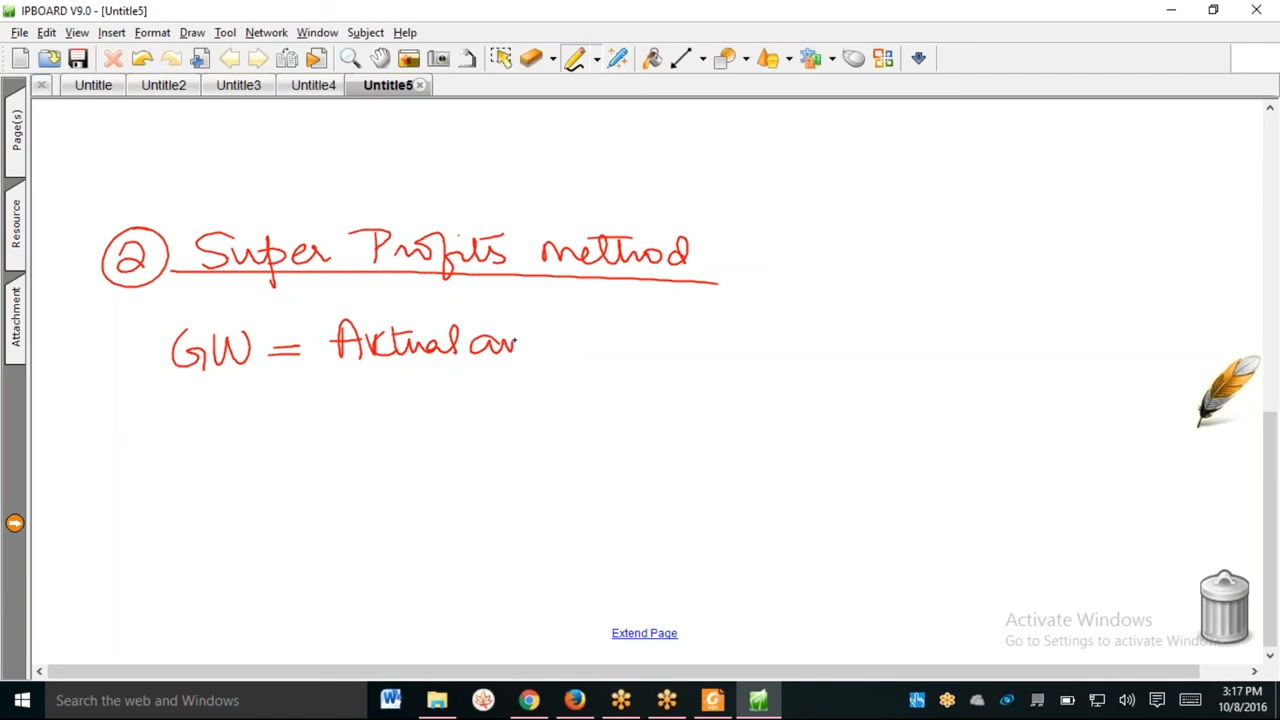 IPBOARD V9.0 - [Untitle5]
File Edit View Insert Format Draw Tool Network Window Subject Help
Untitle Untitle2 Untitle3 Untitle4 Untitle5
Page(s)
Resource
Attachment
2 Super Profits method
GW = Aktual av
Extend Page
Activate Windows
Go to Settings to activate Windo
Search the web and Windows
3:17 PM
10/8/2016